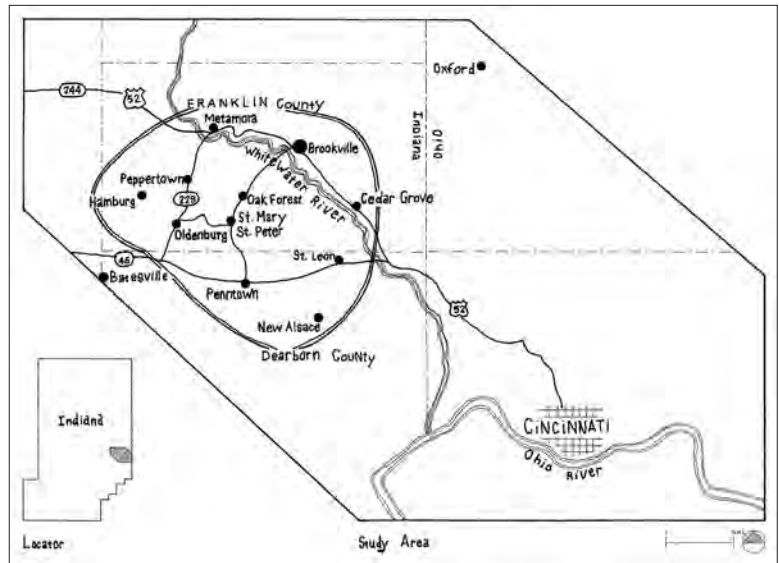 Oxford
244
52
FRANKLIN County
Metamora
Indiana
OHIO
Brookville
WHiteWater River
Peppertown
Hamburg
229
Oak Forest
Cedar Grove
St. Mary
St. Peter
Oldenburg
46
St. Leon
Batesville
Penntown
52
New Alsace
Dearborn County
Indiana
CiNCiNNATi
Ohio River
Locator
Study Area